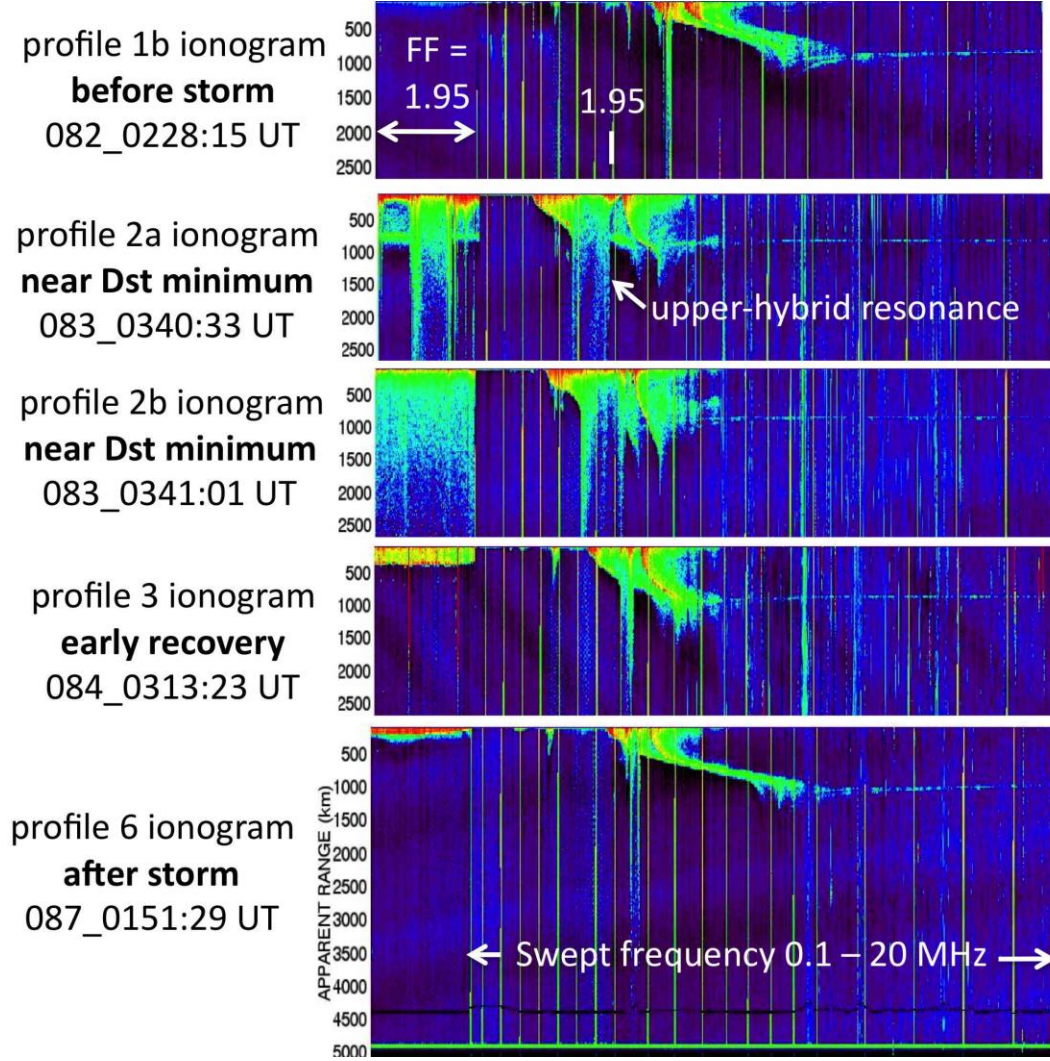 profile 1b ionogram
before storm
082_0228:15 UT
500
1000
1500
2000
2500
FF =
1.95
1.95
profile 2a ionogram
near Dst minimum
083_0340:33 UT
500
1000
1500
2000
2500
upper-hybrid resonance
profile 2b ionogram
near Dst minimum
083_0341:01 UT
500
1000
1500
2000
2500
profile 3 ionogram
early recovery
084_0313:23 UT
500
1000
1500
2000
2500
profile 6 ionogram
after storm
087_0151:29 UT
APPARENT RANGE (km)
500
1000
1500
2000
2500
3000
3500
4000
4500
5000
Swept frequency 0.1 – 20 MHz